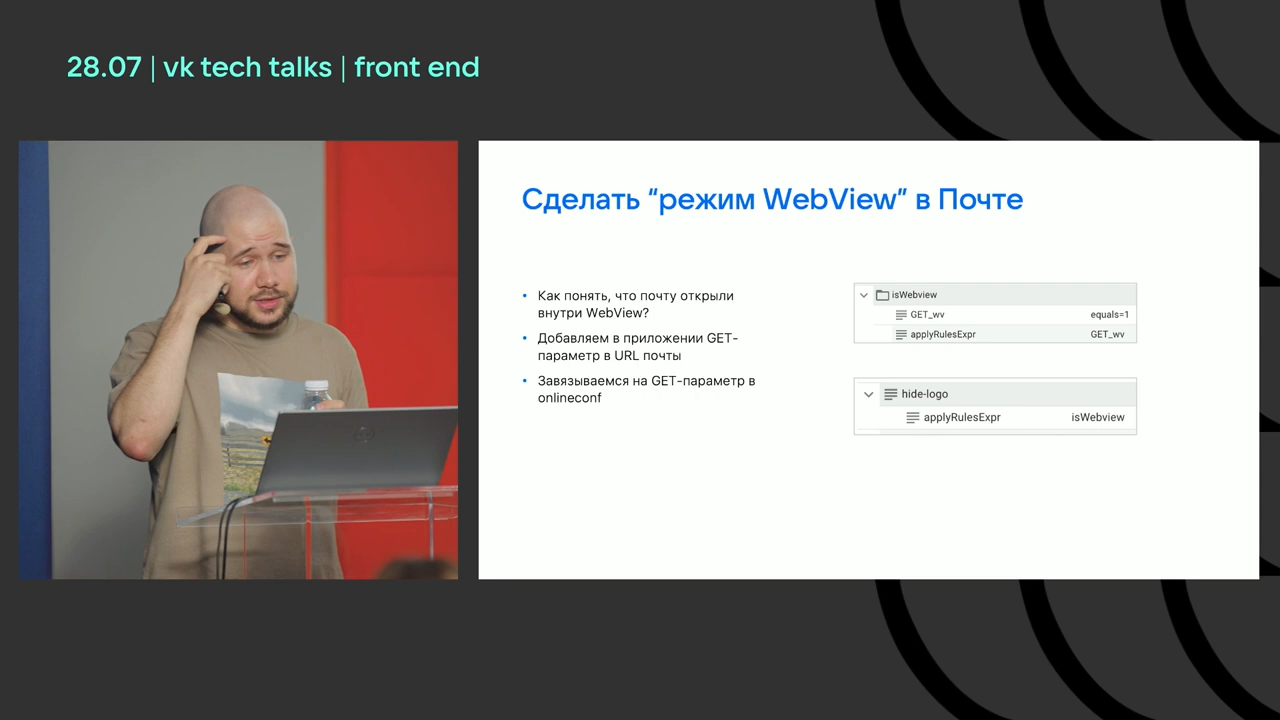 28.07 | vk tech talks | front end
Сделать “режим WebView” в Почте
Как понять, что почту открыли
внутри WebView?
Добавляем в приложении GET-
параметр в URL почты
Завязываемся на GET-параметр в
onlineconf
isWebview
GET_wv equals=1
applyRulesExpr GET_wv
hide-logo
applyRulesExpr isWebview